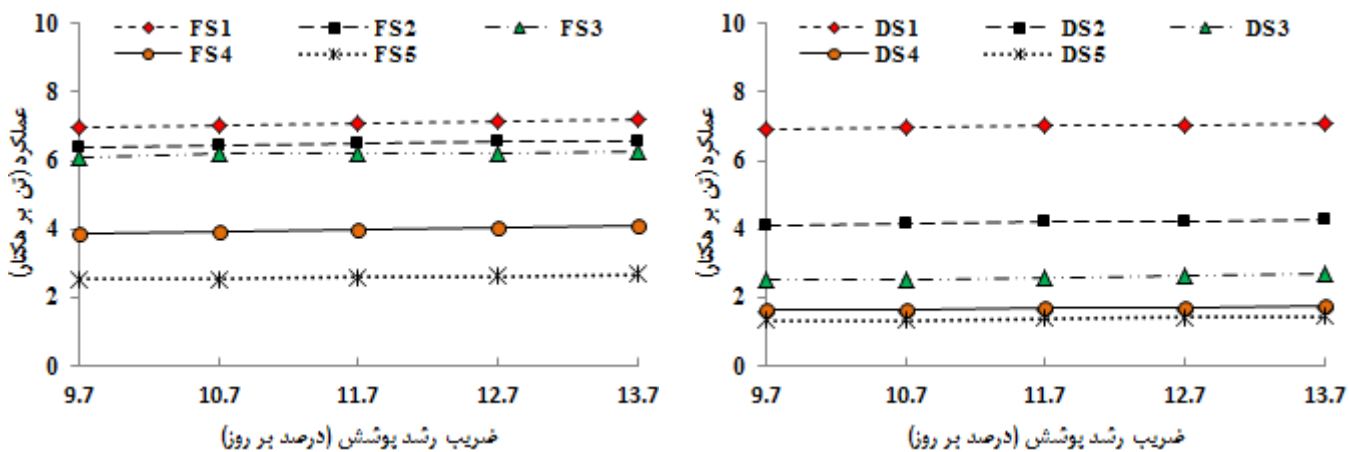 FS1 FS2 FS3
FS4 FS5
10
8
6
4
2
0
عملکرد (تن بر هکتار)
9.7 10.7 11.7 12.7 13.7
ضریب رشد پوشش (درصد بر روز)
DS1 DS2 DS3
DS4 DS5
10
8
6
4
2
0
عملکرد (تن بر هکتار)
9.7 10.7 11.7 12.7 13.7
ضریب رشد پوشش (درصد بر روز)